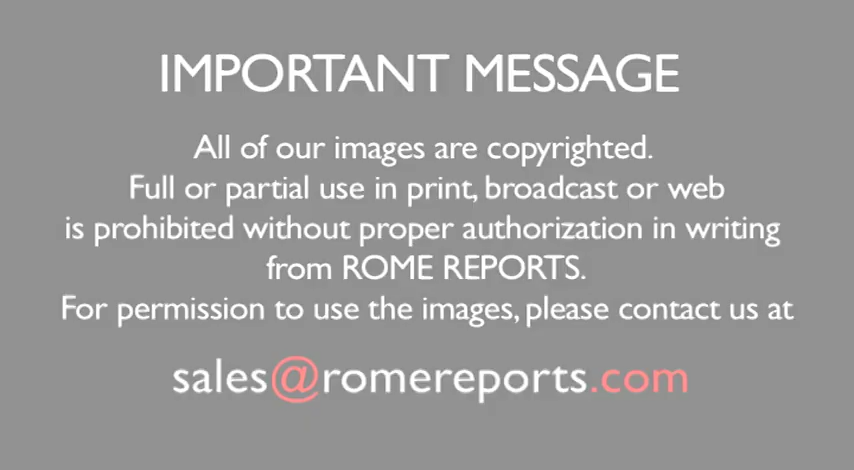 IMPORTANT MESSAGE
All of our images are copyrighted.
Full or partial use in print, broadcast or web
is prohibited without proper authorization in writing
from ROME REPORTS.
For permission to use the images, please contact us at
sales@romereports.com